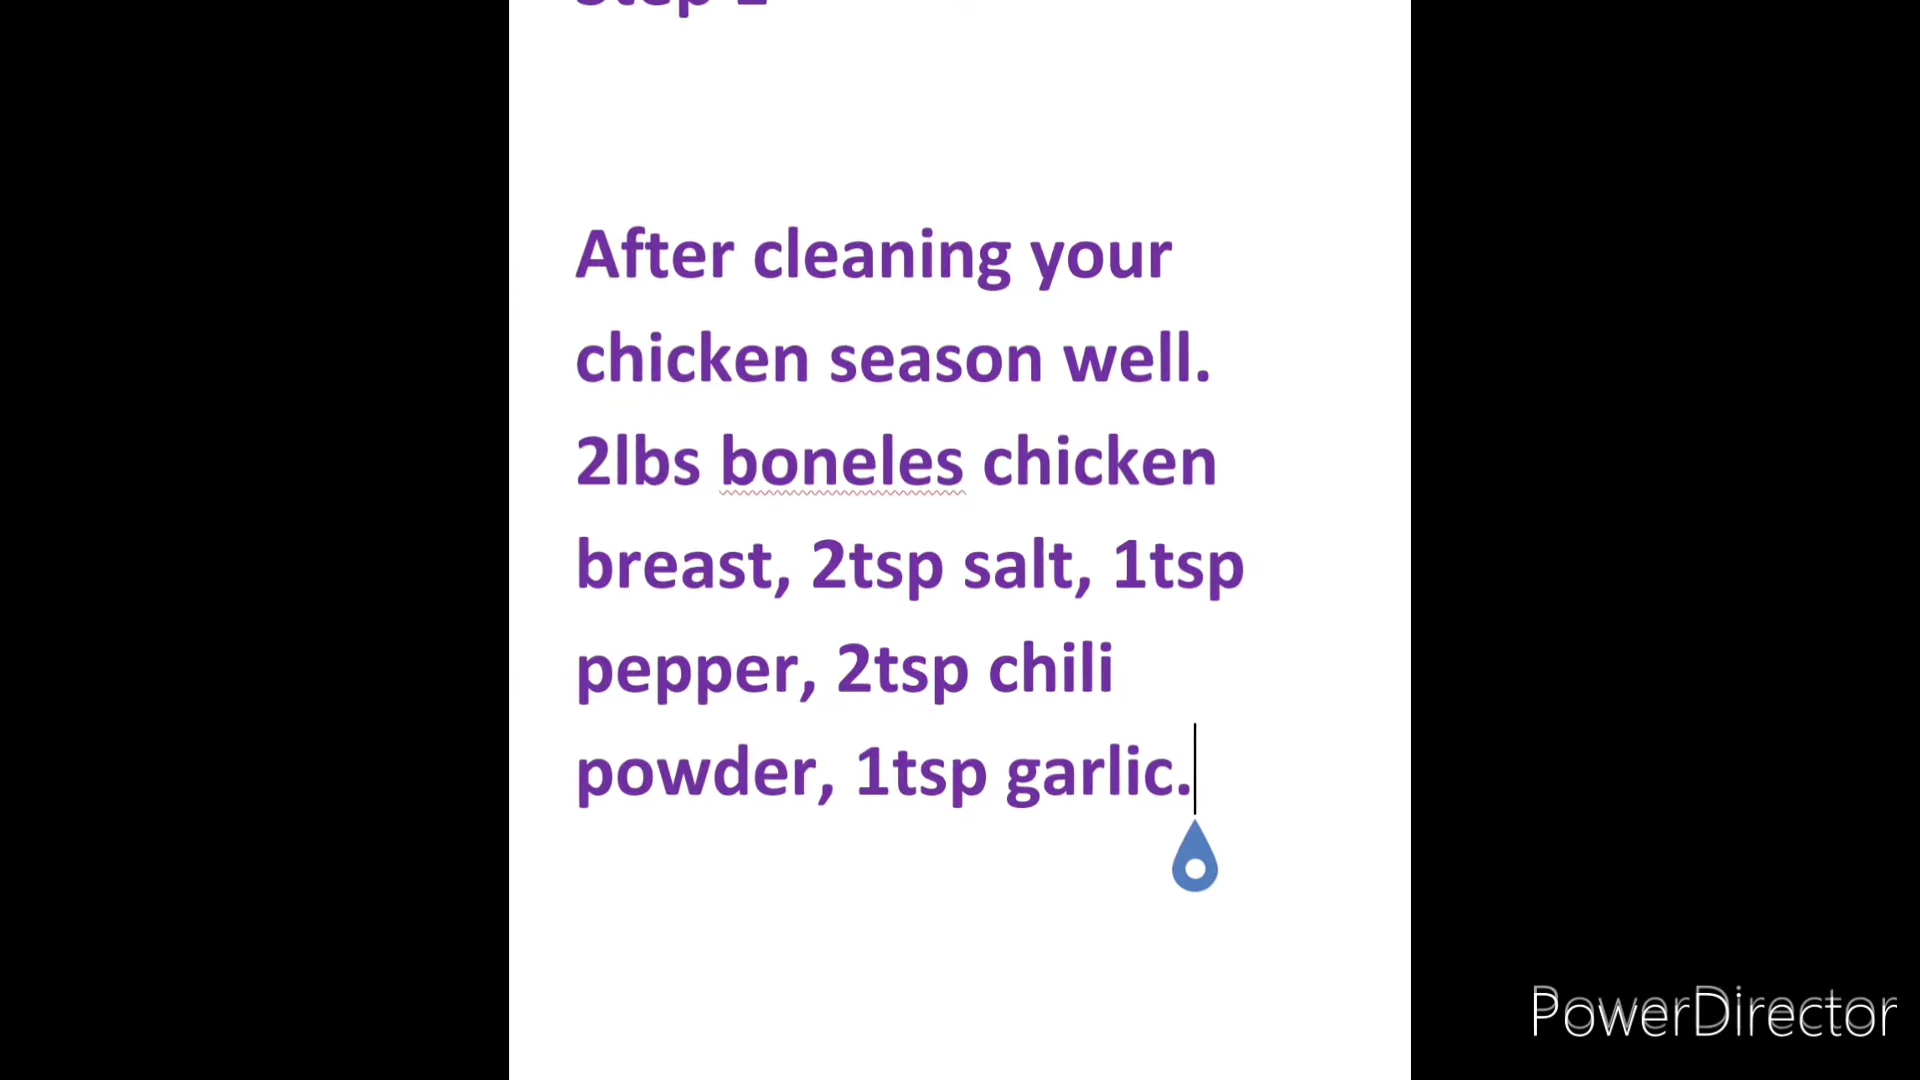 After cleaning your
chicken season well.
2lbs boneles chicken
breast, 2tsp salt, 1tsp
pepper, 2tsp chili
powder, 1tsp garlic.
PowerDirector